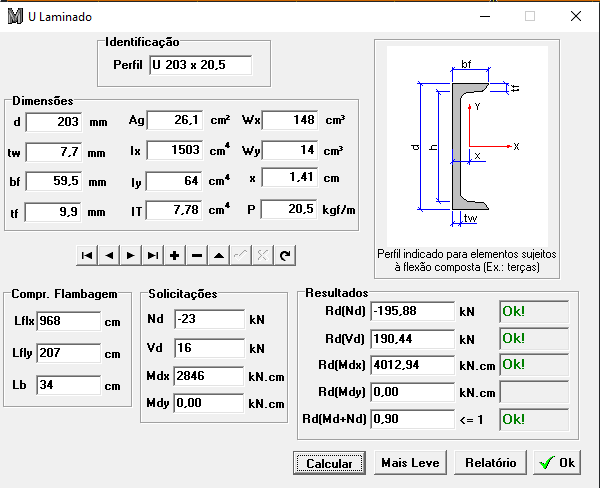 U Laminado
Identificação
Perfil U 203 x 20,5
Dimensões
d 203 mm Ag 26,1 cm² Wx 148 cm³
tw 7,7 mm Ix 1503 cm⁴ Wy 14 cm³
bf 59,5 mm Iy 64 cm⁴ x 1,41 cm
tf 9,9 mm IT 7,78 cm⁴ P 20,5 kgf/m
bf
tf
Y
d
h
X
x
tw
Perfil indicado para elementos sujeitos
à flexão composta (Ex.: terças)
Compr. Flambagem
Lflx 968 cm
Lfly 207 cm
Lb 34 cm
Solicitações
Nd -23 kN
Vd 16 kN
Mdx 2846 kN.cm
Mdy 0,00 kN.cm
Resultados
Rd(Nd) -195,88 kN Ok!
Rd(Vd) 190,44 kN Ok!
Rd(Mdx) 4012,94 kN.cm Ok!
Rd(Mdy) 0,00 kN.cm
Rd(Md+Nd) 0,90 <= 1 Ok!
Calcular Mais Leve Relatório Ok